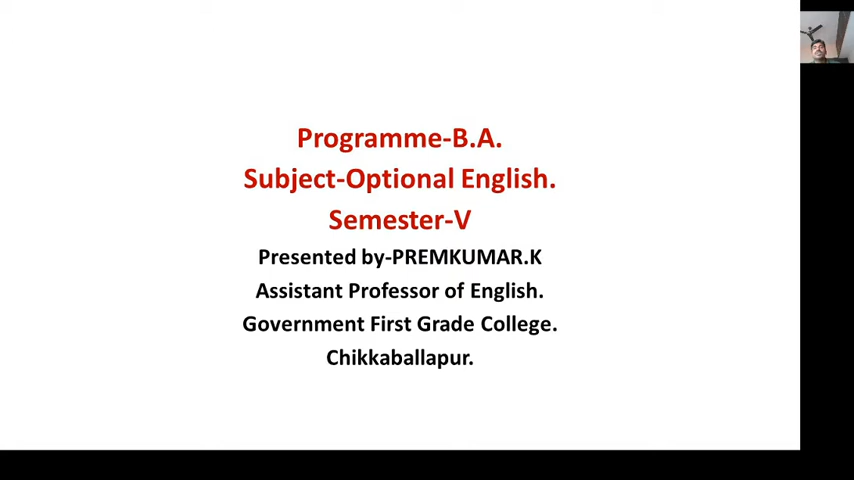 Programme-B.A.
Subject-Optional English.
Semester-V
Presented by-PREMKUMAR.K
Assistant Professor of English.
Government First Grade College.
Chikkaballapur.